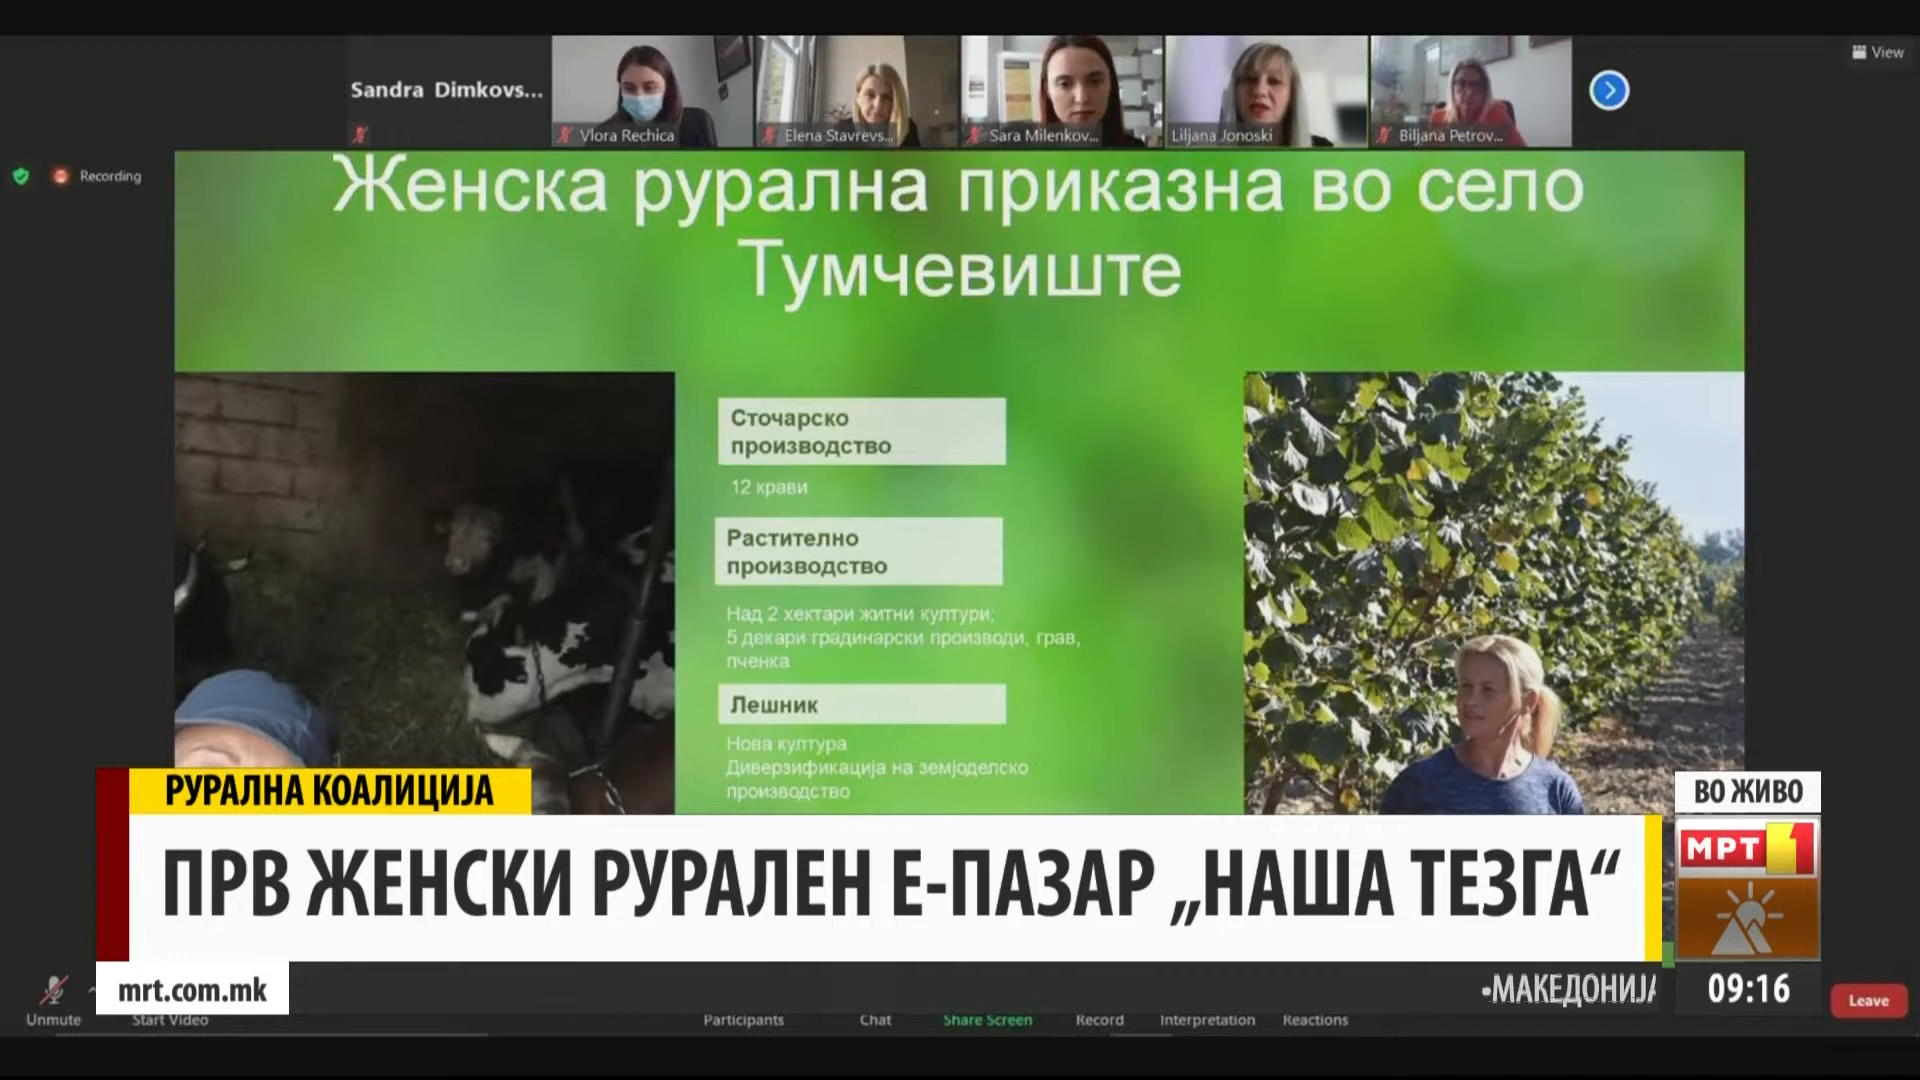 View
Sandra Dimkovs...
Vlora Rechica
Elena Stavrevs...
Sara Milenkov...
Liljana Jonoski
Biljana Petrov...
Recording
Женска рурална приказна во село
Тумчевиште
Сточарско
производство
12 крави
Растително
производство
Над 2 хектари житни култури;
5 декари градинарски производи, грав,
пченка
Лешник
Нова култура
Диверзификација на земјоделско
производство
РУРАЛНА КОАЛИЦИЈА
ПРВ ЖЕНСКИ РУРАЛЕН Е-ПАЗАР „НАША ТЕЗГА“
ВО ЖИВО
МРТ 1
mrt.com.mk
•МАКЕДОНИЈА
09:16
Unmute
Start Video
Participants
Chat
Share Screen
Record
Interpretation
Reactions
Leave